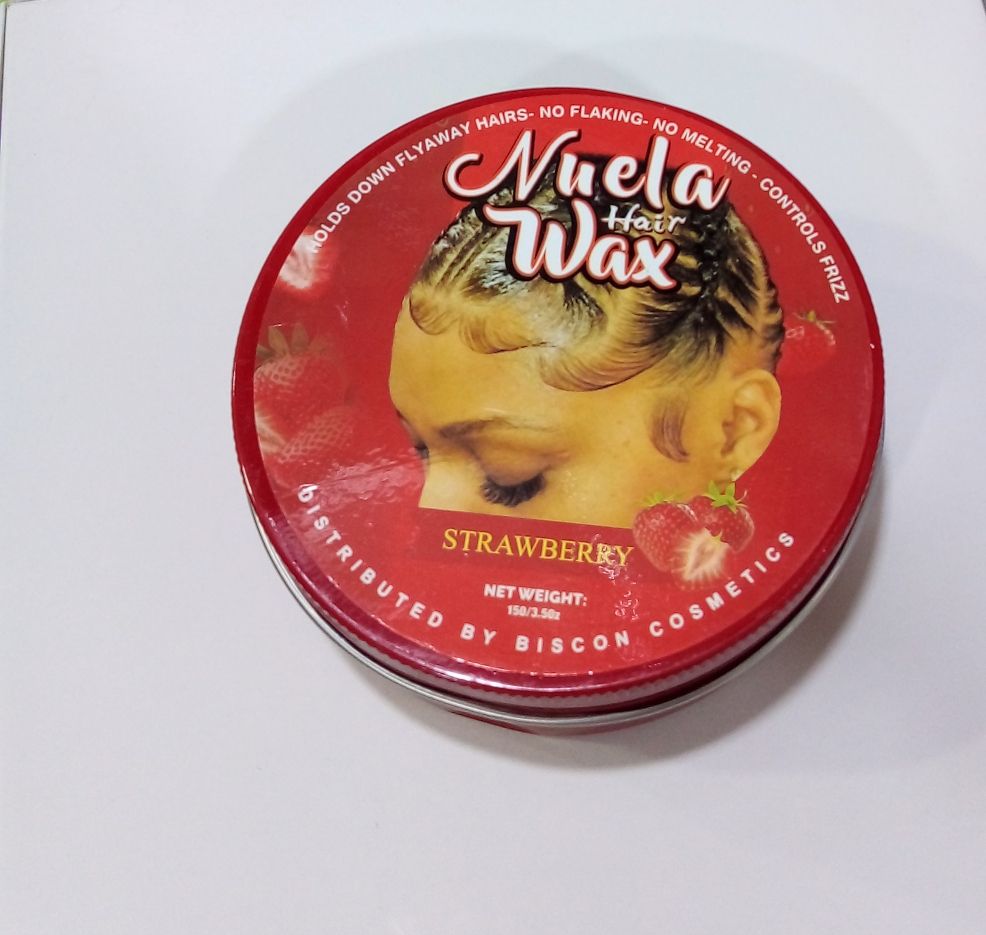 HOLDS DOWN FLYAWAY HAIRS- NO FLAKING- NO MELTING - CONTROLS FRIZZ
Nuela
Hair
Wax
STRAWBERRY
NET WEIGHT:
150/3.50z
bISTRIBUTED BY BISCON COSMETICS